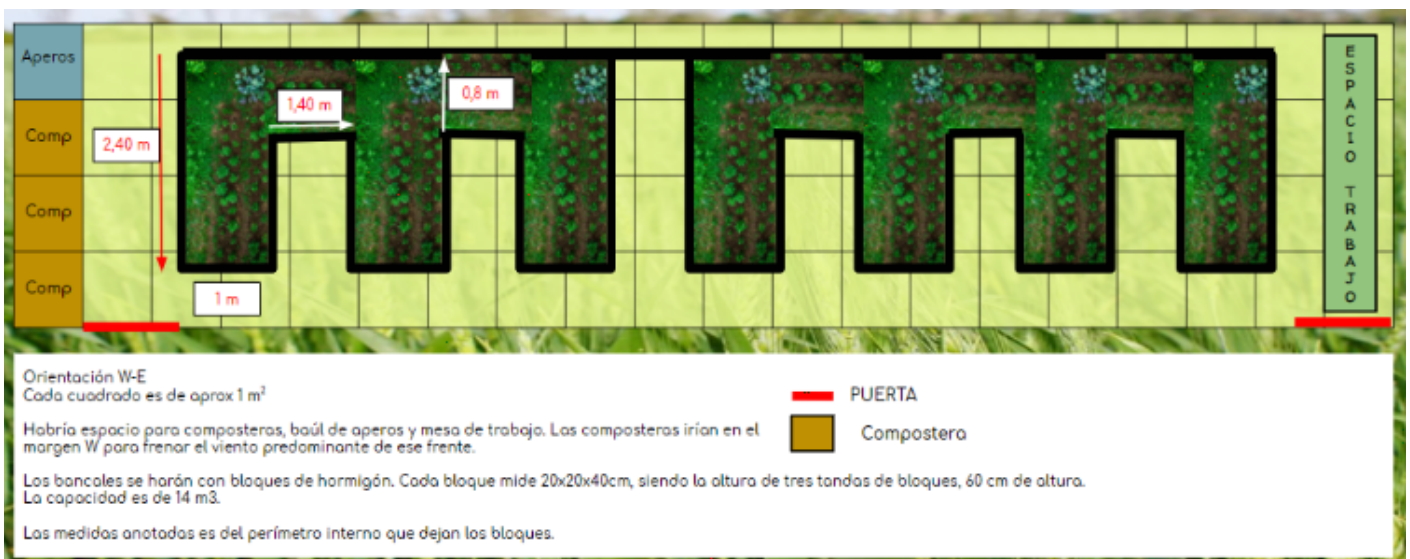 Aperos
Comp
Comp
Comp
2,40 m
1,40 m
0,8 m
1 m
ESPACIO TRABAJO
Orientación W-E
Cada cuadrado es de aprox 1 m²
Habría espacio para composteras, baúl de aperos y mesa de trabajo. Las composteras irían en el
margen W para frenar el viento predominante de ese frente.
Los bancales se harán con bloques de hormigón. Cada bloque mide 20x20x40cm, siendo la altura de tres tandas de bloques, 60 cm de altura.
La capacidad es de 14 m3.
Las medidas anotadas es del perímetro interno que dejan los bloques.
PUERTA
Compostera